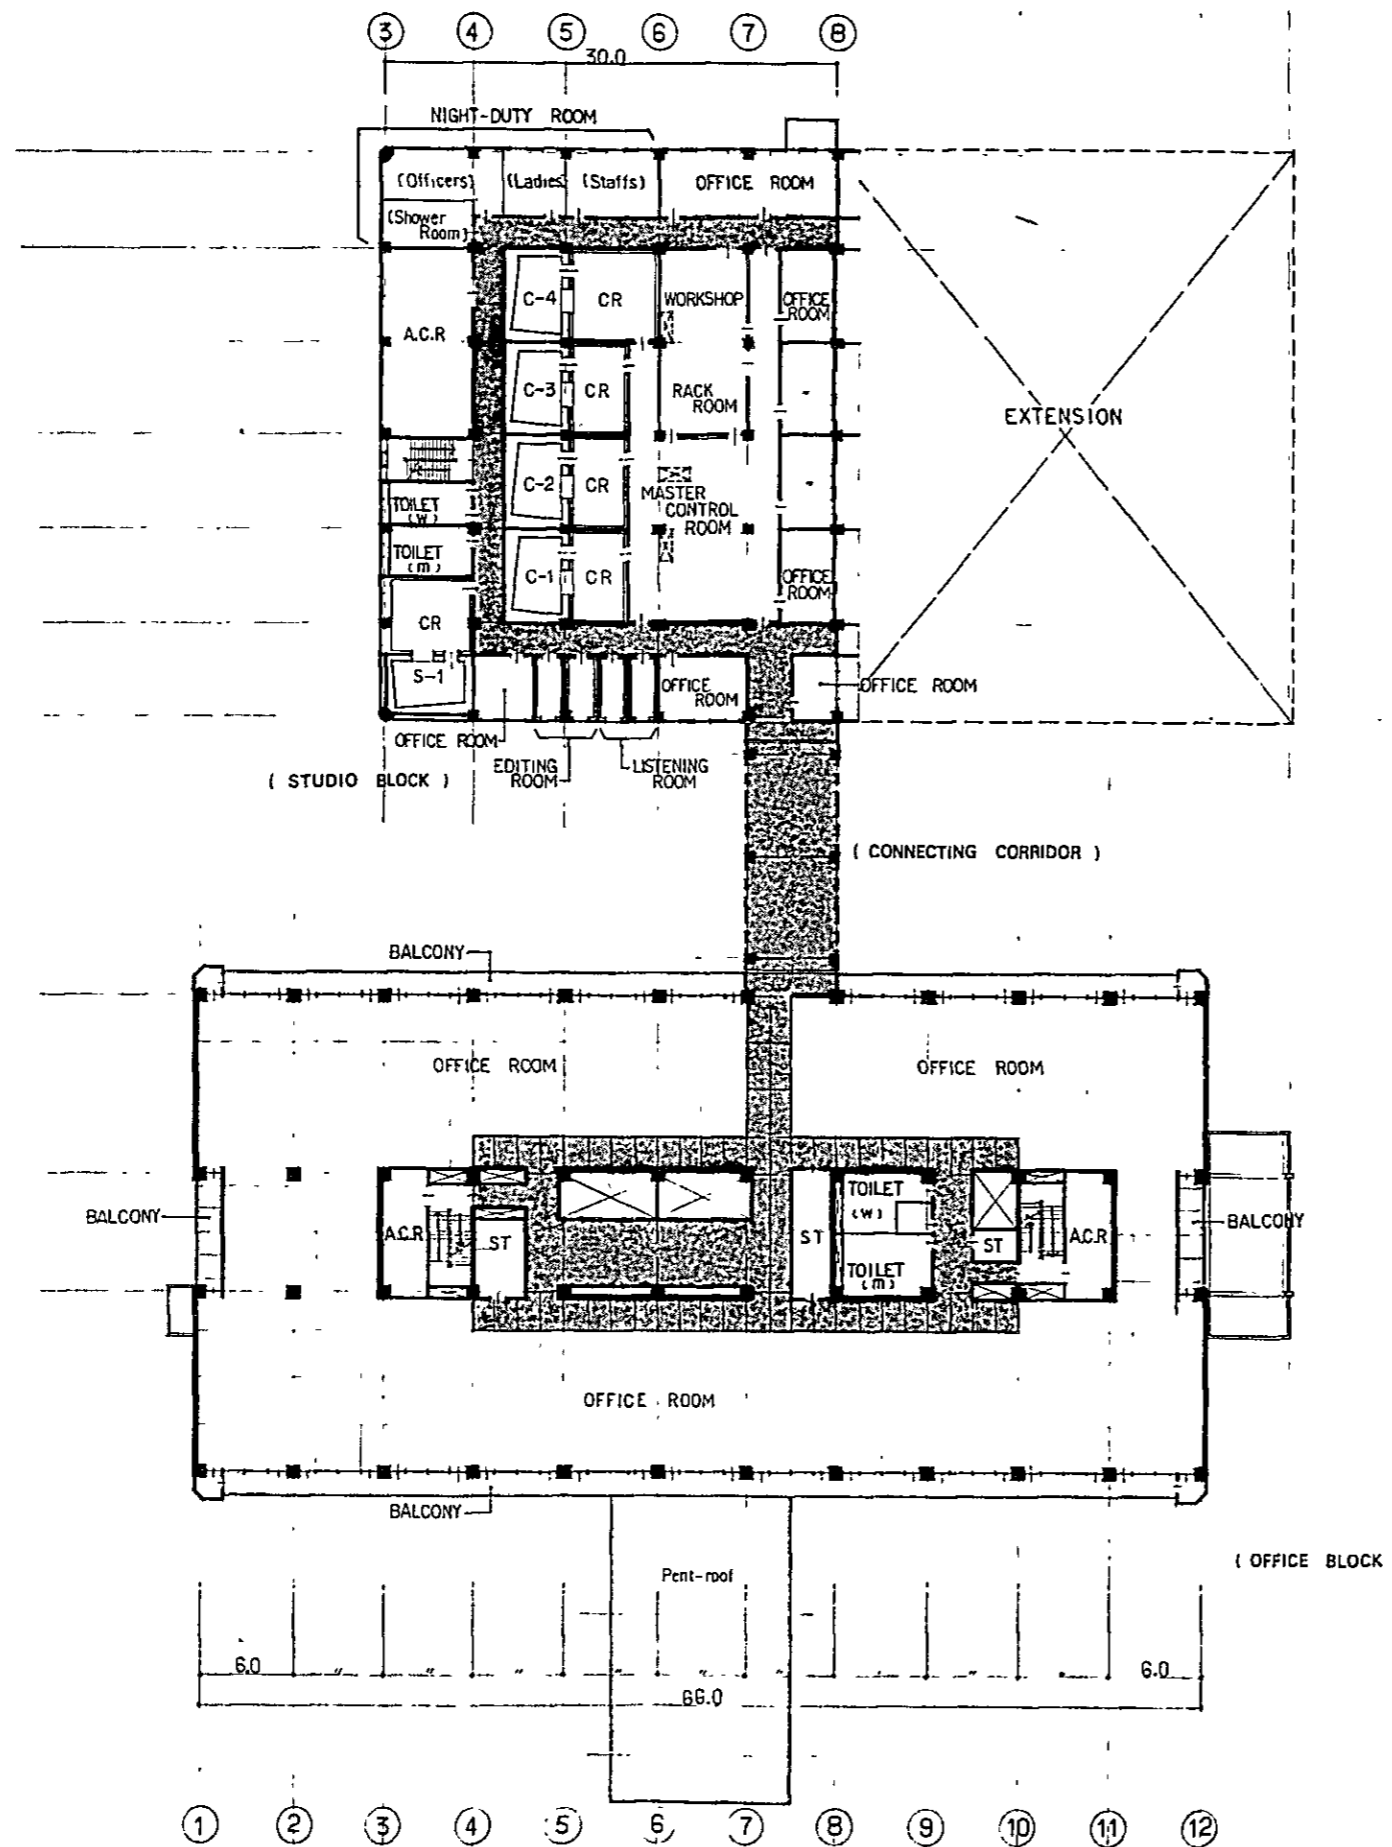 3 4 5 6 7 8
30.0
NIGHT-DUTY ROOM
(Officers)
(Ladies
(Staffs)
OFFICE ROOM
(Shower
Room)
C-4
CR
WORKSHOP
OFFICE
ROOM
A.C.R
C-3
CR
RACK
ROOM
EXTENSION
C-2
CR
MASTER
CONTROL
ROOM
TOILET
(W)
TOILET
(m)
C-1
CR
OFFICE
ROOM
CR
S-1
OFFICE
ROOM
OFFICE ROOM
OFFICE ROOM
EDITING
ROOM
LISTENING
ROOM
( STUDIO BLOCK )
( CONNECTING CORRIDOR )
BALCONY
OFFICE ROOM
OFFICE ROOM
BALCONY
A.C.R
ST
ST
TOILET
(W)
TOILET
(m)
ST
A.C.R
BALCONY
OFFICE ROOM
BALCONY
( OFFICE BLOCK
Pent-roof
6.0 " " " " " " " " 6.0
66.0
1 2 3 4 5 6 7 8 9 10 11 12